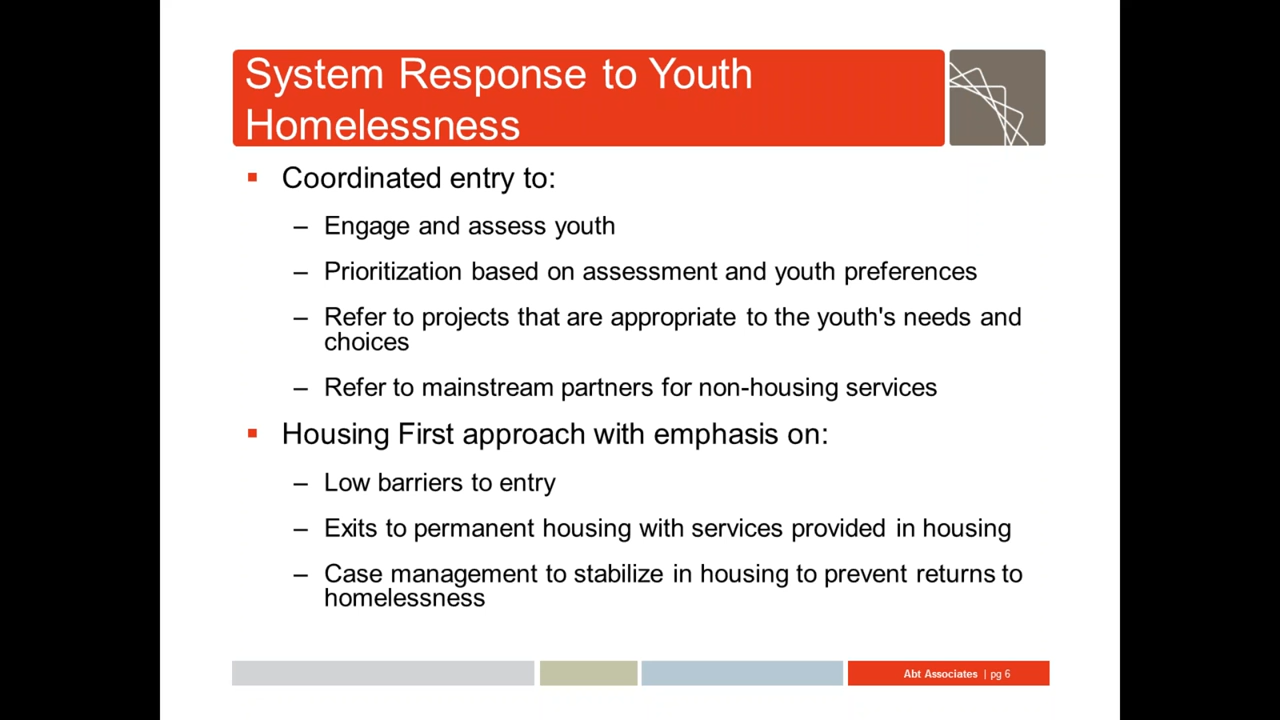 System Response to Youth
Homelessness
▪ Coordinated entry to:
– Engage and assess youth
– Prioritization based on assessment and youth preferences
– Refer to projects that are appropriate to the youth's needs and
choices
– Refer to mainstream partners for non-housing services
▪ Housing First approach with emphasis on:
– Low barriers to entry
– Exits to permanent housing with services provided in housing
– Case management to stabilize in housing to prevent returns to
homelessness
Abt Associates | pg 6